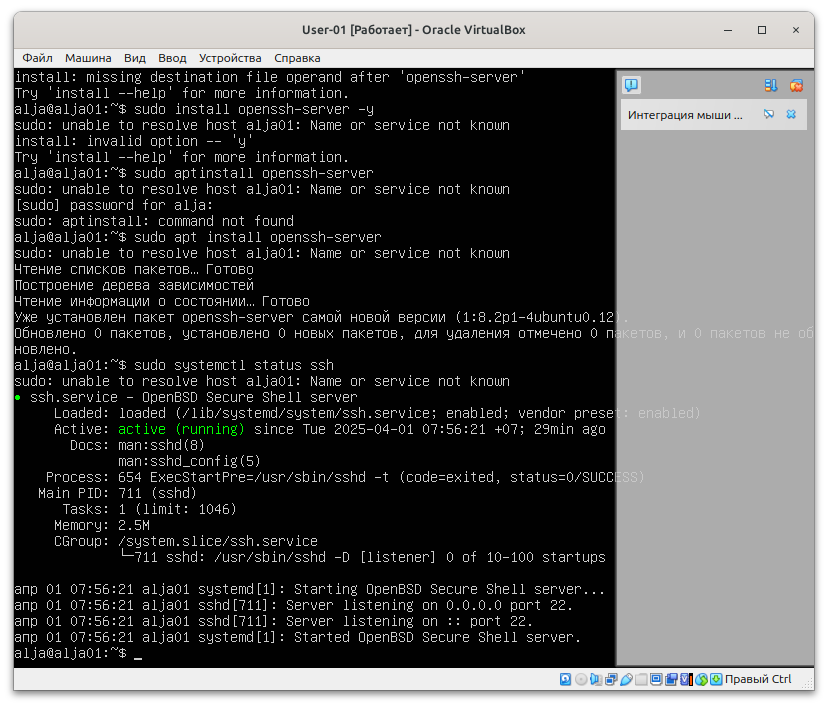 User-01 [Работает] - Oracle VirtualBox
Файл Машина Вид Ввод Устройства Справка
install: missing destination file operand after 'openssh-server'
Try 'install --help' for more information.
alja@alja01:~$ sudo install openssh-server -y
sudo: unable to resolve host alja01: Name or service not known
install: invalid option -- 'y'
Try 'install --help' for more information.
alja@alja01:~$ sudo aptinstall openssh-server
sudo: unable to resolve host alja01: Name or service not known
[sudo] password for alja:
sudo: aptinstall: command not found
alja@alja01:~$ sudo apt install openssh-server
sudo: unable to resolve host alja01: Name or service not known
Чтение списков пакетов… Готово
Построение дерева зависимостей
Чтение информации о состоянии… Готово
Уже установлен пакет openssh-server самой новой версии (1:8.2p1-4ubuntu0.12).
Обновлено 0 пакетов, установлено 0 новых пакетов, для удаления отмечено 0 пакетов, и 0 пакетов не об
новлено.
alja@alja01:~$ sudo systemctl status ssh
sudo: unable to resolve host alja01: Name or service not known
● ssh.service - OpenBSD Secure Shell server
Loaded: loaded (/lib/systemd/system/ssh.service; enabled; vendor preset: enabled)
Active: active (running) since Tue 2025-04-01 07:56:21 +07; 29min ago
Docs: man:sshd(8)
man:sshd_config(5)
Process: 654 ExecStartPre=/usr/sbin/sshd -t (code=exited, status=0/SUCCESS)
Main PID: 711 (sshd)
Tasks: 1 (limit: 1046)
Memory: 2.5M
CGroup: /system.slice/ssh.service
└─711 sshd: /usr/sbin/sshd -D [listener] 0 of 10-100 startups
апр 01 07:56:21 alja01 systemd[1]: Starting OpenBSD Secure Shell server...
апр 01 07:56:21 alja01 sshd[711]: Server listening on 0.0.0.0 port 22.
апр 01 07:56:21 alja01 sshd[711]: Server listening on :: port 22.
апр 01 07:56:21 alja01 systemd[1]: Started OpenBSD Secure Shell server.
alja@alja01:~$ _
Интеграция мыши ...
Правый Ctrl